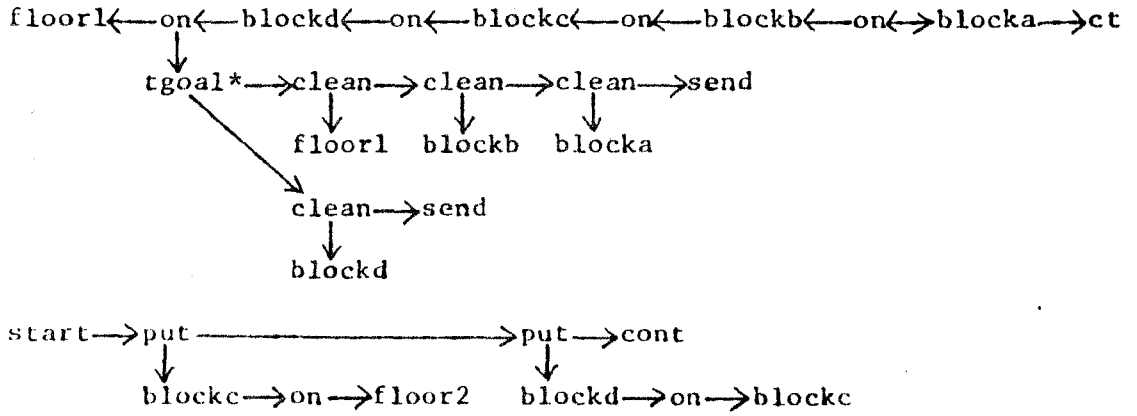 floor1←on←blockd←on←blockc←on←blockb←on↔blocka→ct
tgoal*→clean→clean→clean→send
floor1 blockb blocka
clean→send
blockd
start→put→put→cont
blockc→on→floor2 blockd→on→blockc